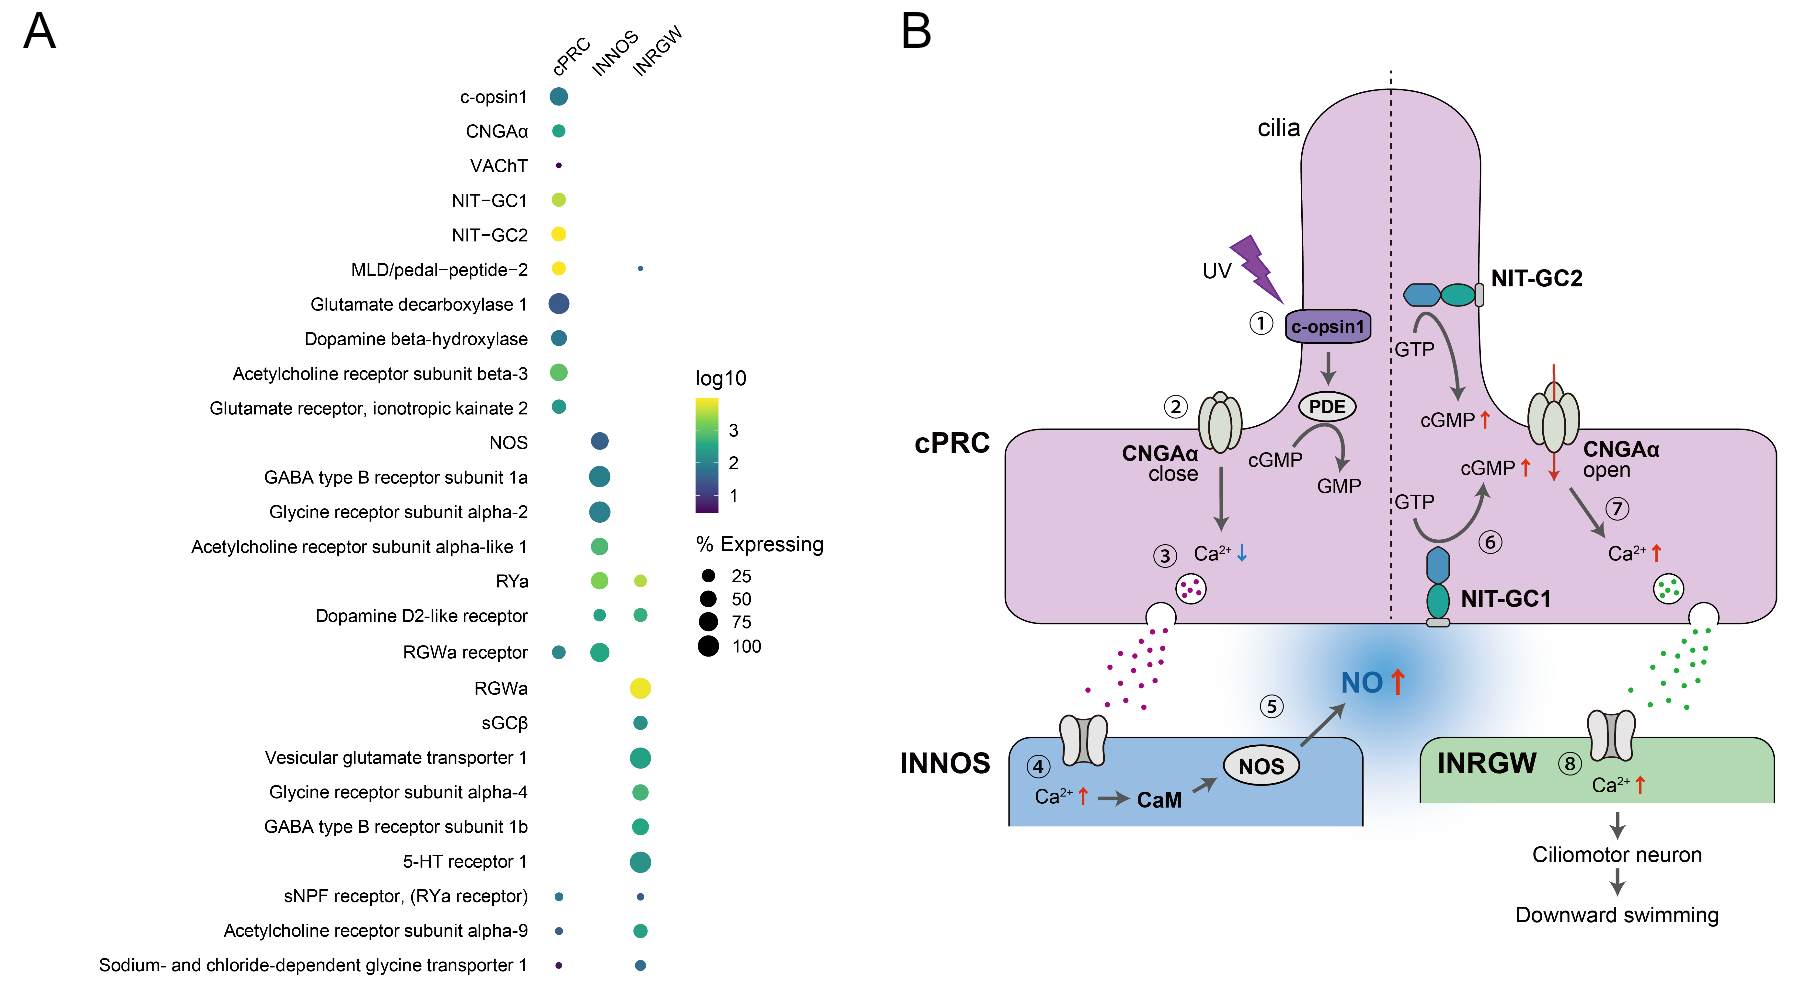 A
cPRC
INNOS
INRGW
c-opsin1
CNGAα
VAChT
NIT−GC1
NIT−GC2
MLD/pedal−peptide−2
Glutamate decarboxylase 1
Dopamine beta-hydroxylase
Acetylcholine receptor subunit beta-3
Glutamate receptor, ionotropic kainate 2
NOS
GABA type B receptor subunit 1a
Glycine receptor subunit alpha-2
Acetylcholine receptor subunit alpha-like 1
RYa
Dopamine D2-like receptor
RGWa receptor
RGWa
sGCβ
Vesicular glutamate transporter 1
Glycine receptor subunit alpha-4
GABA type B receptor subunit 1b
5-HT receptor 1
sNPF receptor, (RYa receptor)
Acetylcholine receptor subunit alpha-9
Sodium- and chloride-dependent glycine transporter 1
log10
3
2
1
% Expressing
25
50
75
100
B
cilia
UV
① c-opsin1
PDE
cGMP
GMP
② CNGAα
close
③ Ca²⁺ ↓
cPRC
NIT-GC2
GTP
cGMP ↑
CNGAα
open
cGMP ↑
GTP
⑥
NIT-GC1
⑦
Ca²⁺ ↑
NO ↑
⑤
INNOS
④
Ca²⁺ ↑
CaM
NOS
INRGW
⑧
Ca²⁺ ↑
Ciliomotor neuron
Downward swimming